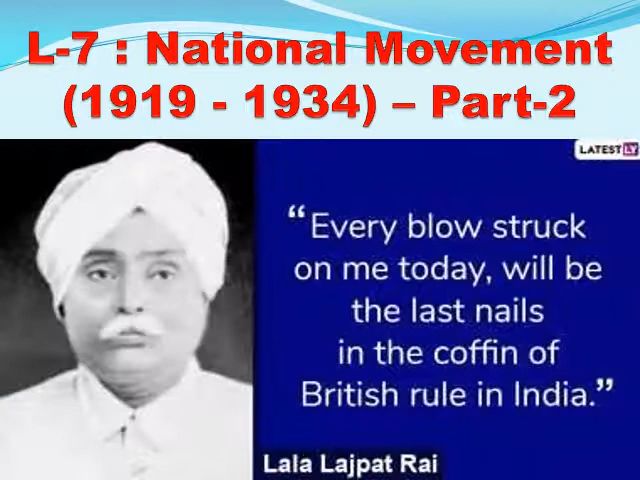 L-7 : National Movement
(1919 - 1934) – Part-2
LATESTLY
“Every blow struck
on me today, will be
the last nails
in the coffin of
British rule in India.”
Lala Lajpat Rai